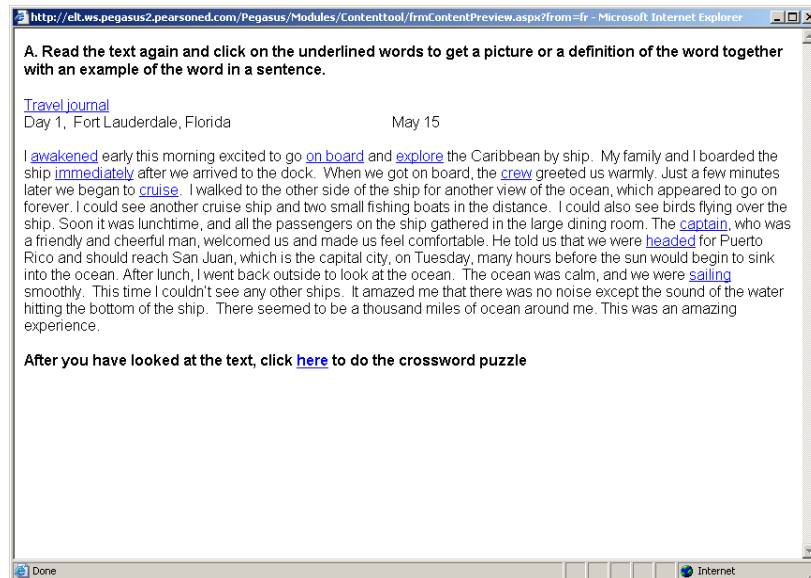 http://elt.ws.pegasus2.pearsoned.com/Pegasus/Modules/Contenttool/frmContentPreview.aspx?from=fr - Microsoft Internet Explorer
A. Read the text again and click on the underlined words to get a picture or a definition of the word together
with an example of the word in a sentence.
Travel journal
Day 1, Fort Lauderdale, Florida May 15
I awakened early this morning excited to go on board and explore the Caribbean by ship. My family and I boarded the
ship immediately after we arrived to the dock. When we got on board, the crew greeted us warmly. Just a few minutes
later we began to cruise. I walked to the other side of the ship for another view of the ocean, which appeared to go on
forever. I could see another cruise ship and two small fishing boats in the distance. I could also see birds flying over the
ship. Soon it was lunchtime, and all the passengers on the ship gathered in the large dining room. The captain, who was
a friendly and cheerful man, welcomed us and made us feel comfortable. He told us that we were headed for Puerto
Rico and should reach San Juan, which is the capital city, on Tuesday, many hours before the sun would begin to sink
into the ocean. After lunch, I went back outside to look at the ocean. The ocean was calm, and we were sailing
smoothly. This time I couldn't see any other ships. It amazed me that there was no noise except the sound of the water
hitting the bottom of the ship. There seemed to be a thousand miles of ocean around me. This was an amazing
experience.
After you have looked at the text, click here to do the crossword puzzle
Done Internet